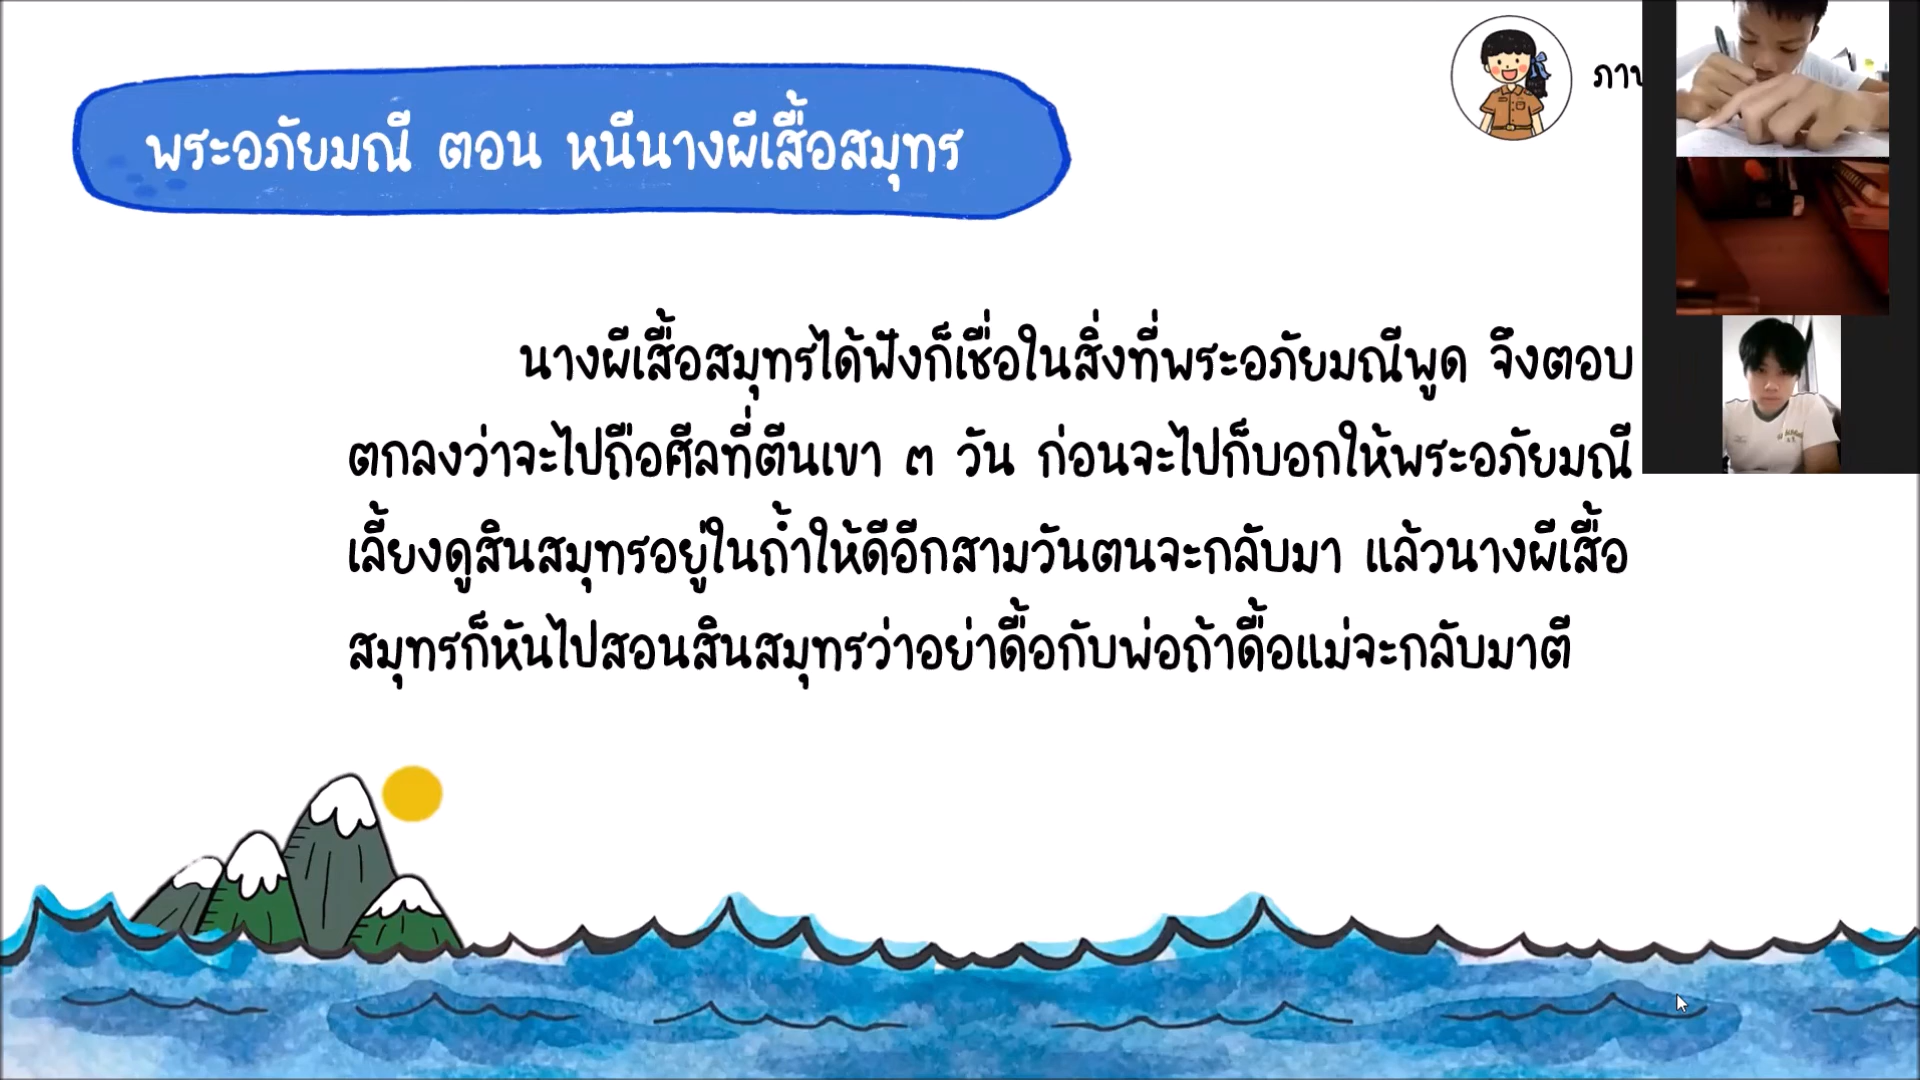 พระอภัยมณี ตอน หนีนางผีเสื้อสมุทร
นางผีเสื้อสมุทรได้ฟังก็เชื่อในสิ่งที่พระอภัยมณีพูด จึงตอบ
ตกลงว่าจะไปถือศีลที่ตีนเขา ๓ วัน ก่อนจะไปก็บอกให้พระอภัยมณี
เลี้ยงดูสินสมุทรอยู่ในถ้ำให้ดีอีกสามวันตนจะกลับมา แล้วนางผีเสื้อ
สมุทรก็หันไปสอนสินสมุทรว่าอย่าดื้อกับพ่อถ้าดื้อแม่จะกลับมาตี